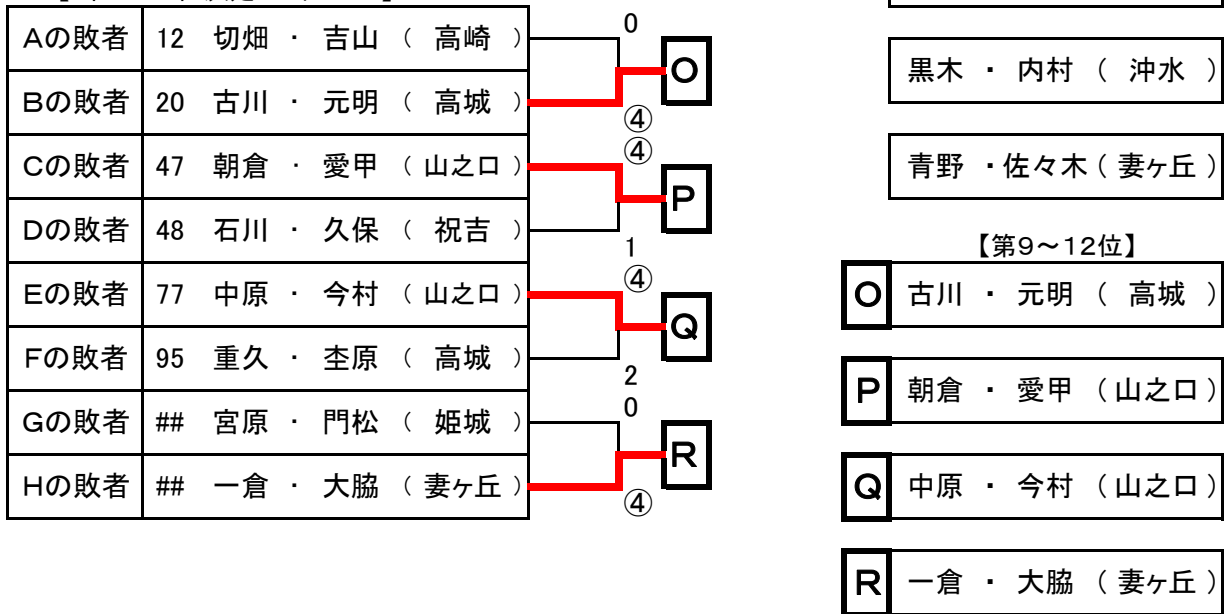 Aの敗者 12 切畑 ・ 吉山 （ 高崎 ） 0
O
Bの敗者 20 古川 ・ 元明 （ 高城 ） ④
Cの敗者 47 朝倉 ・ 愛甲 （ 山之口 ） ④
P
Dの敗者 48 石川 ・ 久保 （ 祝吉 ） 1
Eの敗者 77 中原 ・ 今村 （ 山之口 ） ④
Q
Fの敗者 95 重久 ・ 杢原 （ 高城 ） 2
Gの敗者 ## 宮原 ・ 門松 （ 姫城 ） 0
R
Hの敗者 ## 一倉 ・ 大脇 （ 妻ヶ丘 ） ④
黒木 ・ 内村 （ 沖水 ）
青野 ・佐々木（ 妻ヶ丘 ）
【第9～12位】
O 古川 ・ 元明 （ 高城 ）
P 朝倉 ・ 愛甲 （山之口 ）
Q 中原 ・ 今村 （山之口 ）
R 一倉 ・ 大脇 （ 妻ヶ丘 ）